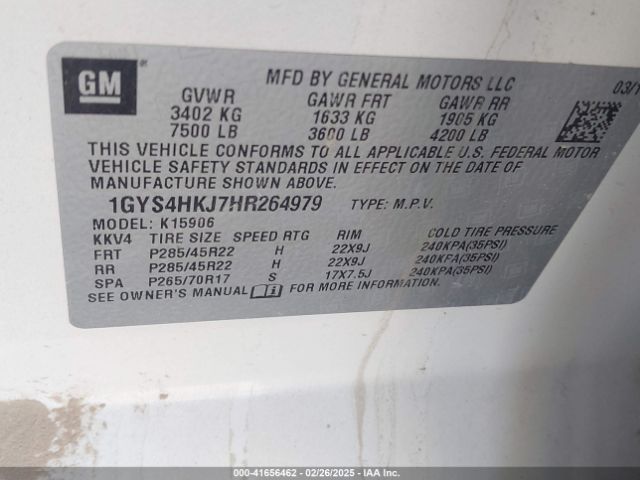 GM
MFD BY GENERAL MOTORS LLC
03/1
GVWR GAWR FRT GAWR RR
3402 KG 1633 KG 1905 KG
7500 LB 3600 LB 4200 LB
THIS VEHICLE CONFORMS TO ALL APPLICABLE U.S. FEDERAL MOTOR
VEHICLE SAFETY STANDARDS IN EFFECT ON THE DATE OF
MANUFACTURE SHOWN ABOVE.
1GYS4HKJ7HR264979 TYPE: M.P.V.
MODEL: K15906
KKV4 TIRE SIZE SPEED RTG RIM COLD TIRE PRESSURE
FRT P285/45R22 H 22X9J 240KPA(35PSI)
RR P285/45R22 H 22X9J 240KPA(35PSI)
SPA P265/70R17 S 17X7.5J 240KPA(35PSI)
SEE OWNER'S MANUAL FOR MORE INFORMATION.
000-41656462 - 02/26/2025 - IAA Inc.